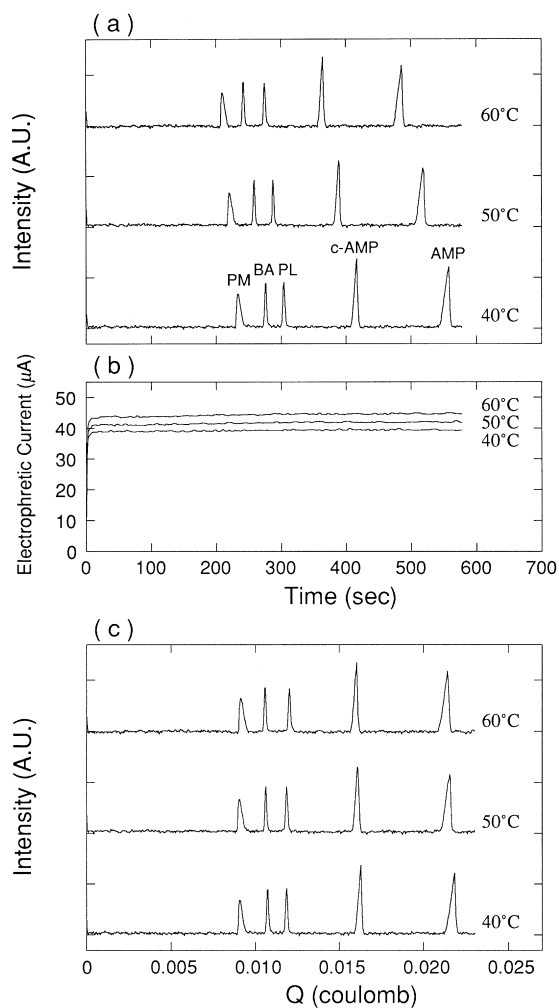 (a)
Intensity (A.U.)
60°C
50°C
PM BA PL c-AMP AMP
40°C
(b)
Electrophretic Current (μA)
50
40
30
20
10
0
60°C
50°C
40°C
0 100 200 300 400 500 600 700
Time (sec)
(c)
Intensity (A.U.)
60°C
50°C
40°C
0 0.005 0.010 0.015 0.020 0.025
Q (coulomb)